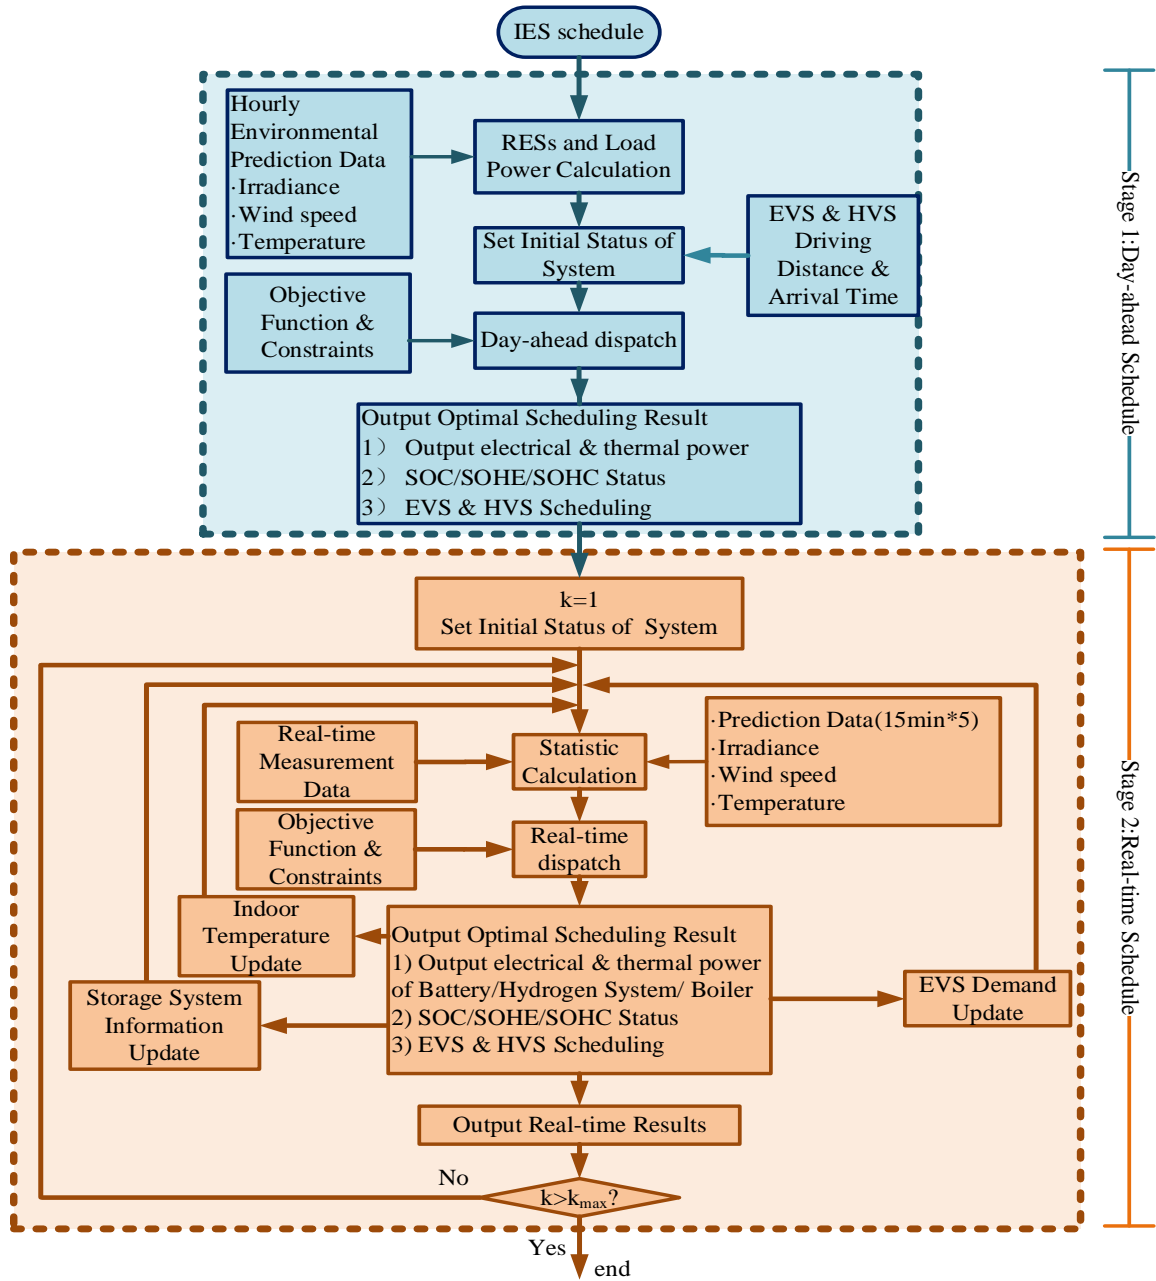 IES schedule
Hourly
Environmental
Prediction Data
·Irradiance
·Wind speed
·Temperature
RESs and Load
Power Calculation
EVS & HVS
Driving
Distance &
Arrival Time
Set Initial Status of
System
Objective
Function &
Constraints
Day-ahead dispatch
Output Optimal Scheduling Result
1） Output electrical & thermal power
2） SOC/SOHE/SOHC Status
3） EVS & HVS Scheduling
Stage 1:Day-ahead Schedule
k=1
Set Initial Status of System
Real-time
Measurement
Data
Statistic
Calculation
·Prediction Data(15min*5)
·Irradiance
·Wind speed
·Temperature
Objective
Function &
Constraints
Real-time
dispatch
Indoor
Temperature
Update
Output Optimal Scheduling Result
1) Output electrical & thermal power
of Battery/Hydrogen System/ Boiler
2) SOC/SOHE/SOHC Status
3) EVS & HVS Scheduling
Storage System
Information
Update
EVS Demand
Update
Output Real-time Results
No
k>kmax?
Yes
end
Stage 2:Real-time Schedule